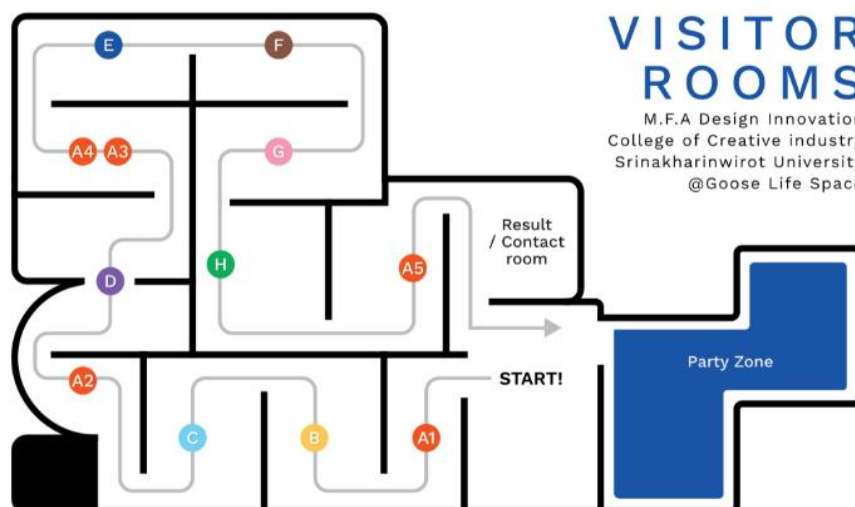 VISITOR
ROOMS
M.F.A Design Innovation
College of Creative industry
Srinakharinwirot University
@Goose Life Space
E
F
A4 A3
G
Result
/ Contact
room
H
A5
D
Party Zone
START!
A2
C
B
A1